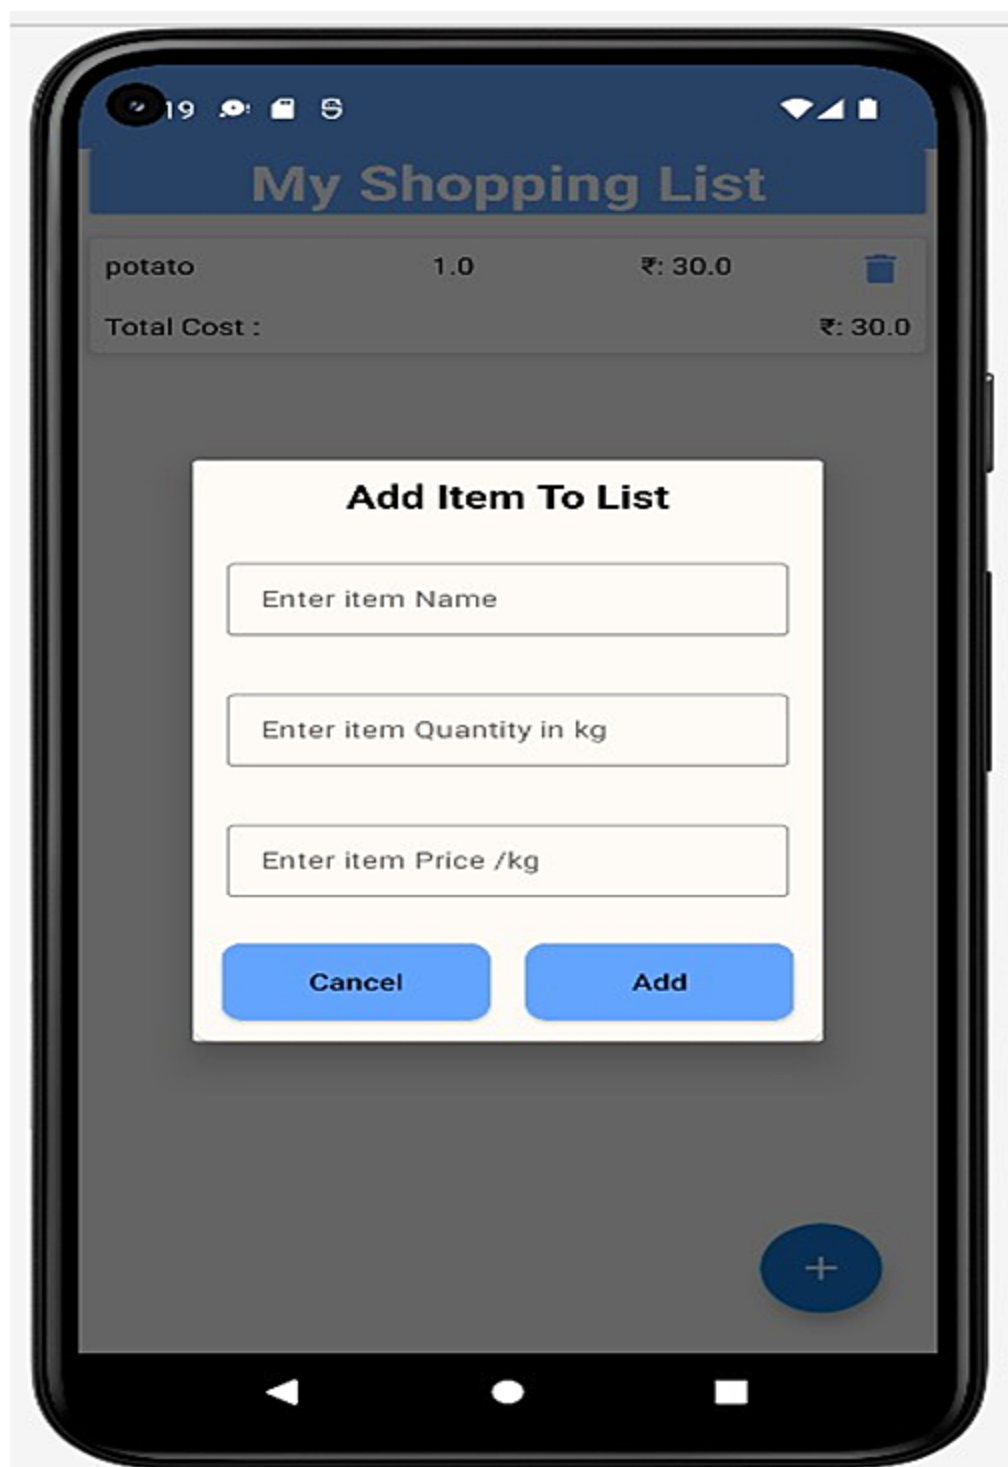 19
My Shopping List
potato 1.0 ₹: 30.0
Total Cost : ₹: 30.0
Add Item To List
Enter item Name
Enter item Quantity in kg
Enter item Price /kg
Cancel Add